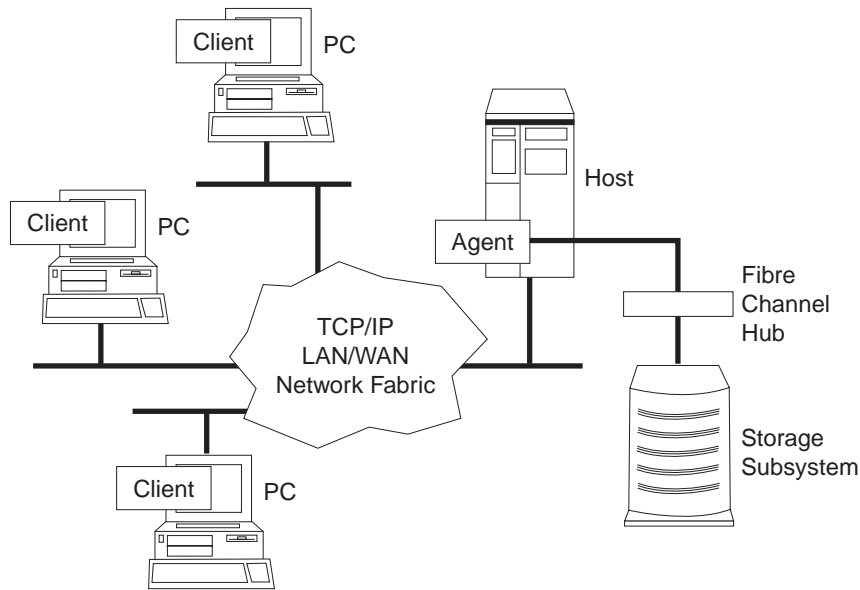 Client
PC
Host
Client
PC
Agent
Fibre
Channel
Hub
TCP/IP
LAN/WAN
Network Fabric
Storage
Subsystem
Client
PC